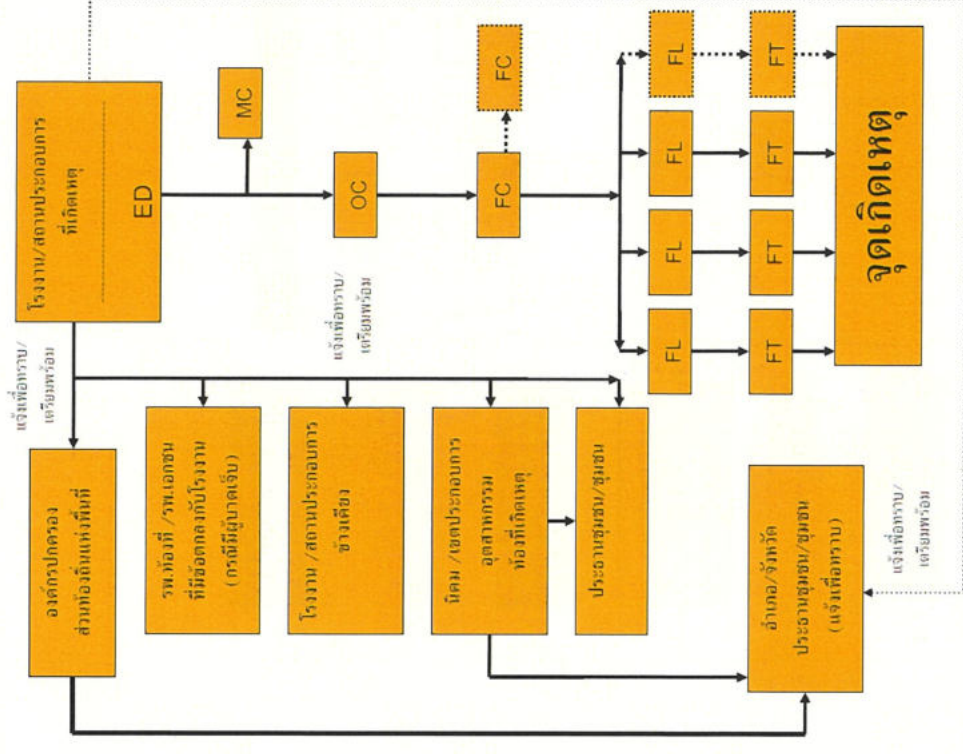 โรงงาน/สถานประกอบการ
ที่เกิดเหตุ
ED
MC
OC
FC
FC
FL
FL
FL
FL
FT
FT
FT
FT
จุดเกิดเหตุ
แจ้งเพื่อทราบ/
เตรียมพร้อม
แจ้งเพื่อทราบ/
เตรียมพร้อม
องค์กรปกครอง
ส่วนท้องถิ่นแห่งพื้นที่
รพ.ท้องที่ /รพ.เอกชน
ที่มีข้อตกลงกับโรงงาน
(กรณีมีผู้บาดเจ็บ)
โรงงาน /สถานประกอบการ
ข้างเคียง
นิคม /เขตประกอบการ
อุตสาหกรรม
ท้องที่เกิดเหตุ
ประธานชุมชน/ชุมชน
อำเภอ/จังหวัด
ประธานชุมชน/ชุมชน
(แจ้งเพื่อทราบ)
แจ้งเพื่อทราบ/
เตรียมพร้อม